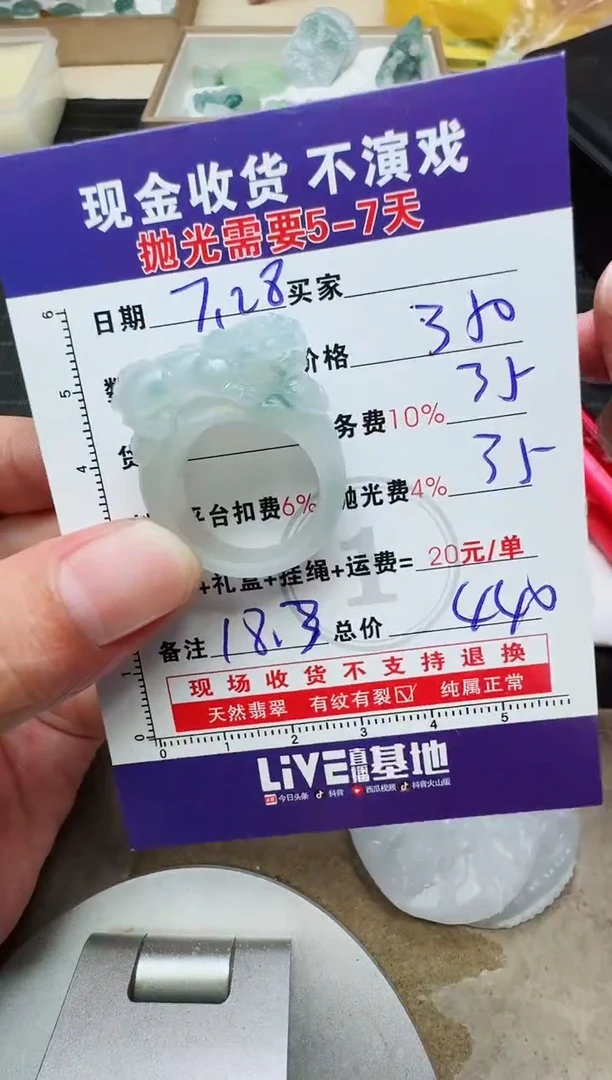 现金收货 不演戏
抛光需要5-7天
日期 7.28 买家
价格 350
务费10% 35
平台扣费6% 抛光费4% 35
+礼盒+挂绳+运费= 20元/单
备注 18.3 总价 440
现场收货不支持退换
天然翡翠 有纹有裂☑ 纯属正常
LiVE直播基地
今日头条 抖音 西瓜视频 抖音火山版